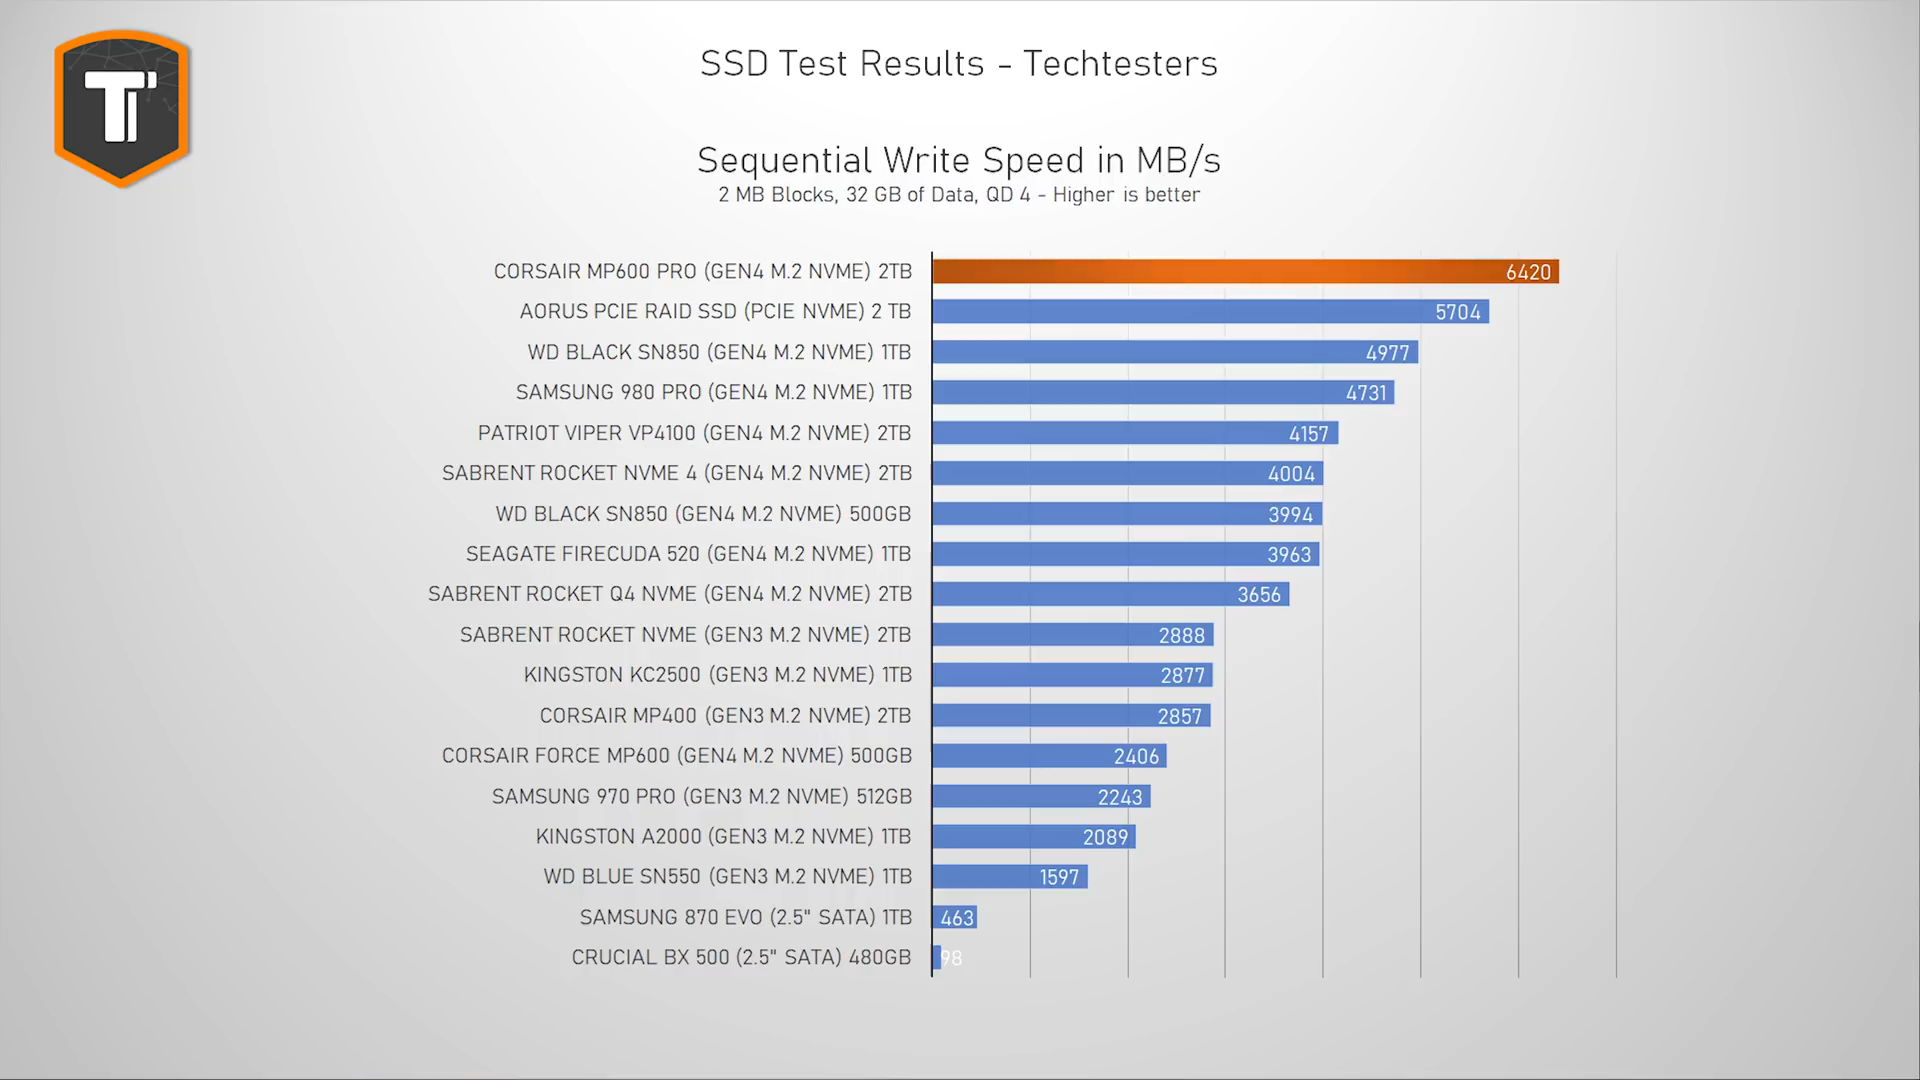 SSD Test Results - Techtesters
Sequential Write Speed in MB/s
2 MB Blocks, 32 GB of Data, QD 4 - Higher is better
CORSAIR MP600 PRO (GEN4 M.2 NVME) 2TB 6420
AORUS PCIE RAID SSD (PCIE NVME) 2 TB 5704
WD BLACK SN850 (GEN4 M.2 NVME) 1TB 4977
SAMSUNG 980 PRO (GEN4 M.2 NVME) 1TB 4731
PATRIOT VIPER VP4100 (GEN4 M.2 NVME) 2TB 4157
SABRENT ROCKET NVME 4 (GEN4 M.2 NVME) 2TB 4004
WD BLACK SN850 (GEN4 M.2 NVME) 500GB 3994
SEAGATE FIRECUDA 520 (GEN4 M.2 NVME) 1TB 3963
SABRENT ROCKET Q4 NVME (GEN4 M.2 NVME) 2TB 3656
SABRENT ROCKET NVME (GEN3 M.2 NVME) 2TB 2888
KINGSTON KC2500 (GEN3 M.2 NVME) 1TB 2877
CORSAIR MP400 (GEN3 M.2 NVME) 2TB 2857
CORSAIR FORCE MP600 (GEN4 M.2 NVME) 500GB 2406
SAMSUNG 970 PRO (GEN3 M.2 NVME) 512GB 2243
KINGSTON A2000 (GEN3 M.2 NVME) 1TB 2089
WD BLUE SN550 (GEN3 M.2 NVME) 1TB 1597
SAMSUNG 870 EVO (2.5" SATA) 1TB 463
CRUCIAL BX 500 (2.5" SATA) 480GB 98